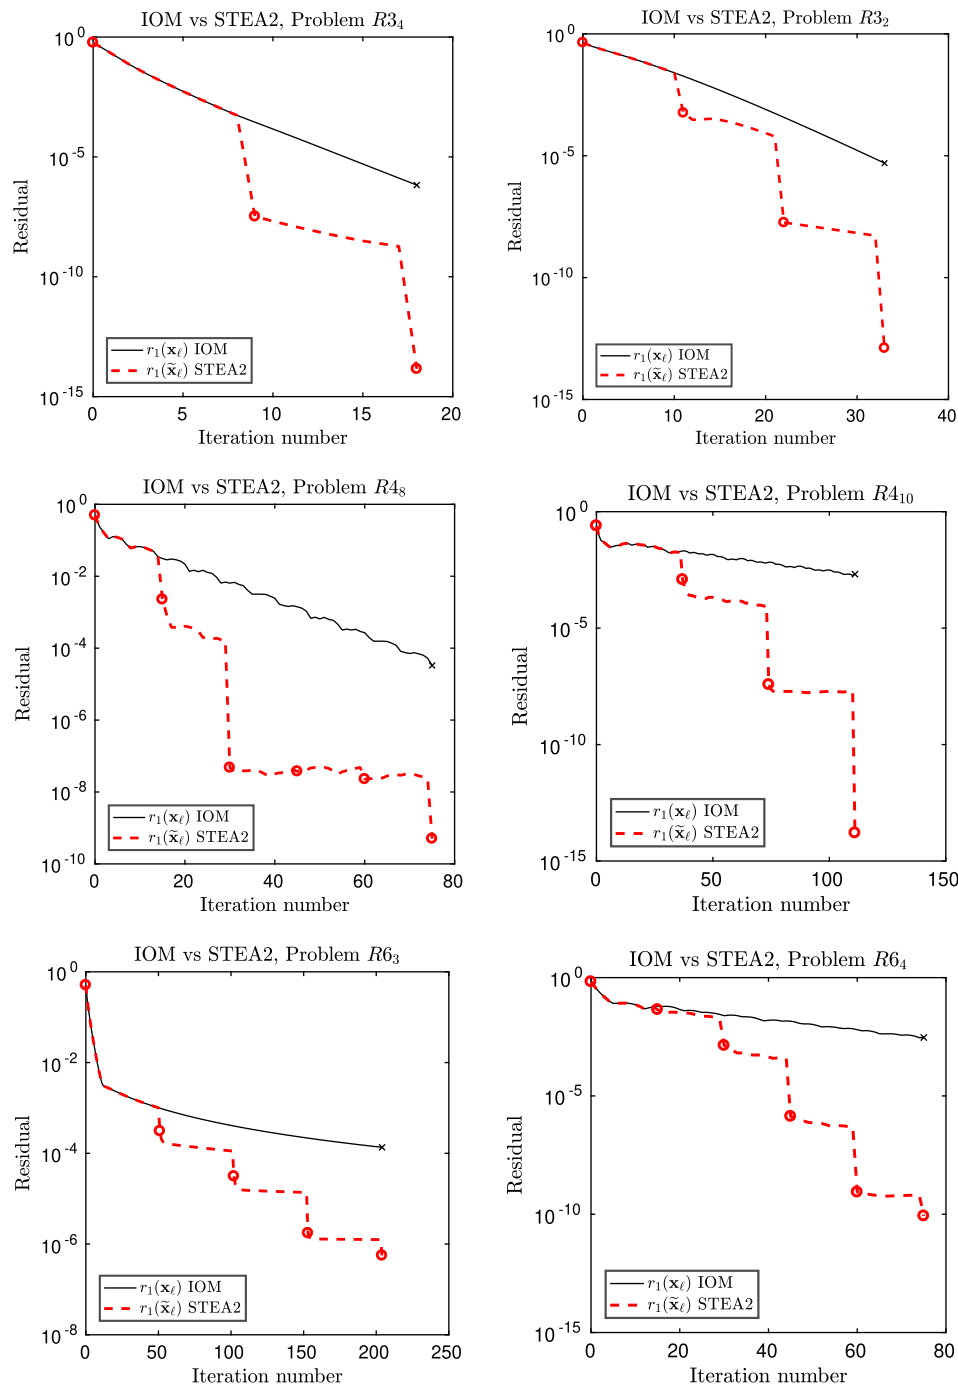 IOM vs STEA2, Problem R3₄
10⁰
10⁻⁵
10⁻¹⁰
10⁻¹⁵
Residual
r₁(x_ℓ) IOM
r₁(x̃_ℓ) STEA2
0 5 10 15 20
Iteration number
IOM vs STEA2, Problem R3₂
10⁰
10⁻⁵
10⁻¹⁰
10⁻¹⁵
Residual
r₁(x_ℓ) IOM
r₁(x̃_ℓ) STEA2
0 10 20 30 40
Iteration number
IOM vs STEA2, Problem R4₈
10⁰
10⁻²
10⁻⁴
10⁻⁶
10⁻⁸
10⁻¹⁰
Residual
r₁(x_ℓ) IOM
r₁(x̃_ℓ) STEA2
0 20 40 60 80
Iteration number
IOM vs STEA2, Problem R4₁₀
10⁰
10⁻⁵
10⁻¹⁰
10⁻¹⁵
Residual
r₁(x_ℓ) IOM
r₁(x̃_ℓ) STEA2
0 50 100 150
Iteration number
IOM vs STEA2, Problem R6₃
10⁰
10⁻²
10⁻⁴
10⁻⁶
10⁻⁸
Residual
r₁(x_ℓ) IOM
r₁(x̃_ℓ) STEA2
0 50 100 150 200 250
Iteration number
IOM vs STEA2, Problem R6₄
10⁰
10⁻⁵
10⁻¹⁰
10⁻¹⁵
Residual
r₁(x_ℓ) IOM
r₁(x̃_ℓ) STEA2
0 20 40 60 80
Iteration number